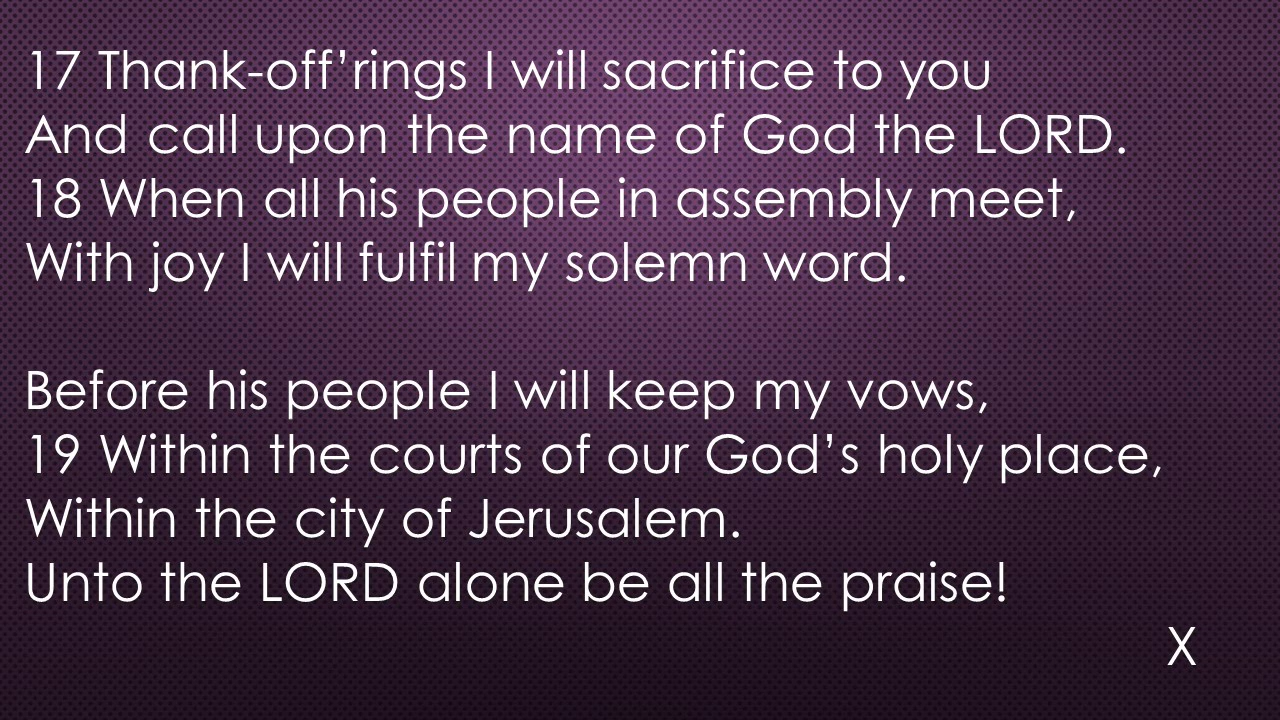 17 Thank-off’rings I will sacrifice to you
And call upon the name of God the LORD.
18 When all his people in assembly meet,
With joy I will fulfil my solemn word.
Before his people I will keep my vows,
19 Within the courts of our God’s holy place,
Within the city of Jerusalem.
Unto the LORD alone be all the praise!
X